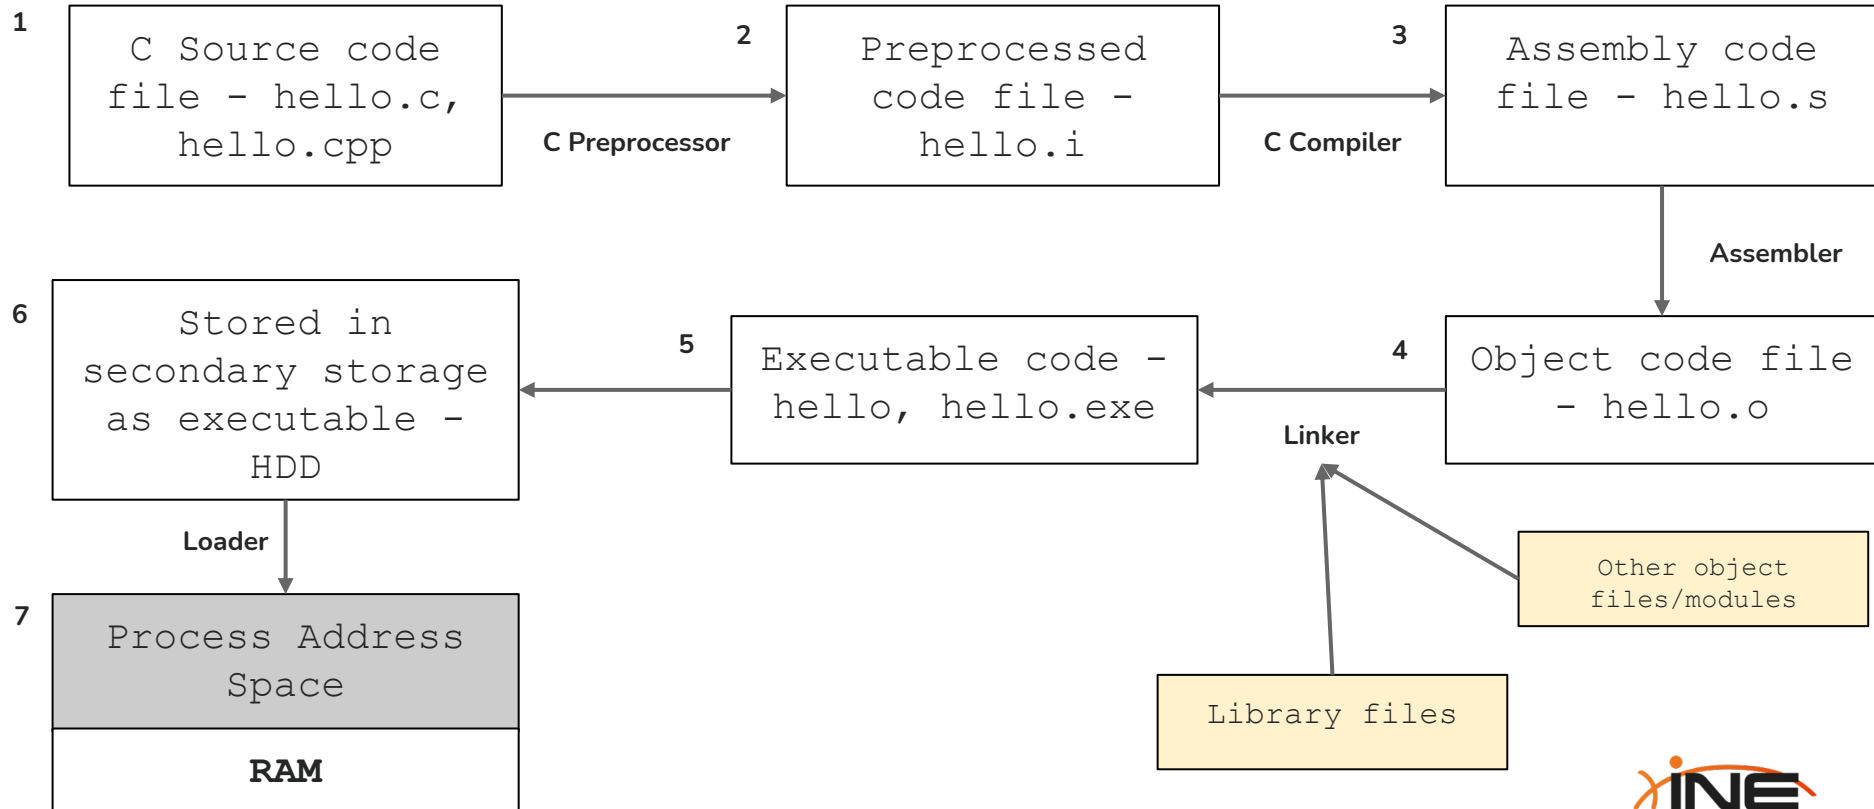 1
C Source code
file - hello.c,
hello.cpp
C Preprocessor
2
Preprocessed
code file -
hello.i
C Compiler
3
Assembly code
file - hello.s
Assembler
6
Stored in
secondary storage
as executable -
HDD
5
Executable code -
hello, hello.exe
Linker
4
Object code file
- hello.o
Loader
7
Process Address
Space
RAM
Other object
files/modules
Library files
INE